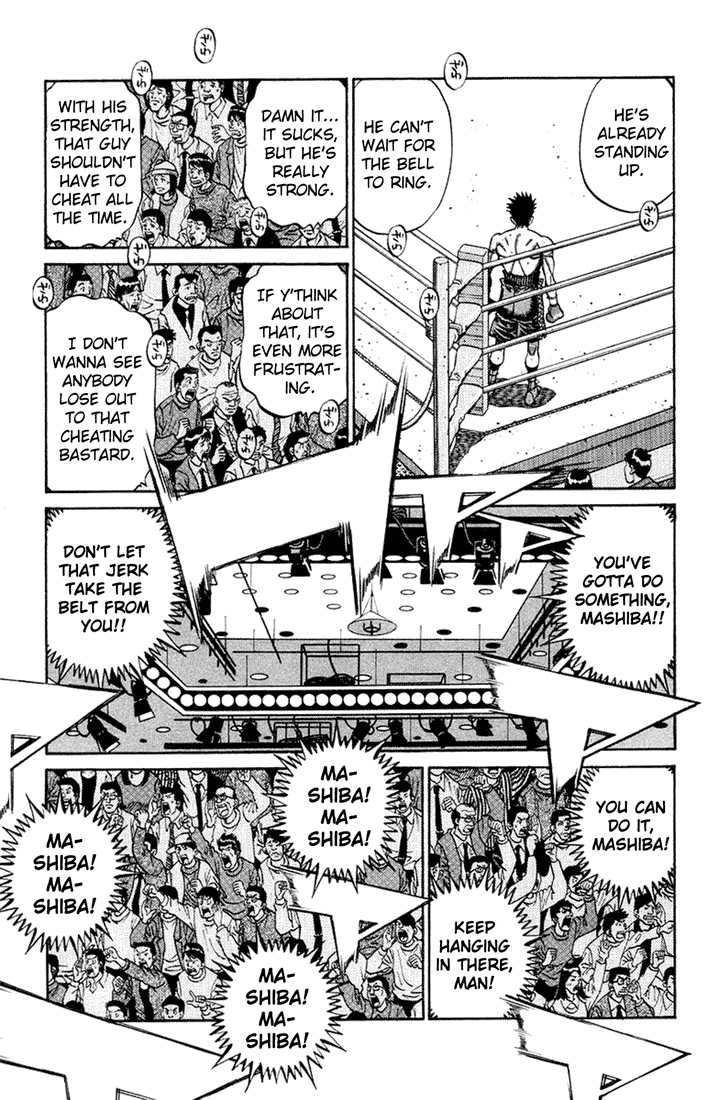 HE'S
ALREADY
STANDING
UP.
HE CAN'T
WAIT FOR
THE BELL
TO RING.
DAMN IT...
IT SUCKS,
BUT HE'S
REALLY
STRONG.
WITH HIS
STRENGTH,
THAT GUY
SHOULDN'T
HAVE TO
CHEAT ALL
THE TIME.
IF Y'THINK
ABOUT
THAT, IT'S
EVEN MORE
FRUSTRAT-
ING.
I DON'T
WANNA SEE
ANYBODY
LOSE OUT
TO THAT
CHEATING
BASTARD.
YOU'VE
GOTTA DO
SOMETHING,
MASHIBA!!
DON'T LET
THAT JERK
TAKE THE
BELT FROM
YOU!!
YOU CAN
DO IT,
MASHIBA!
KEEP
HANGING
IN THERE,
MAN!
MA-
SHIBA!
MA-
SHIBA!
MA-
SHIBA!
MA-
SHIBA!
MA-
SHIBA!
MA-
SHIBA!